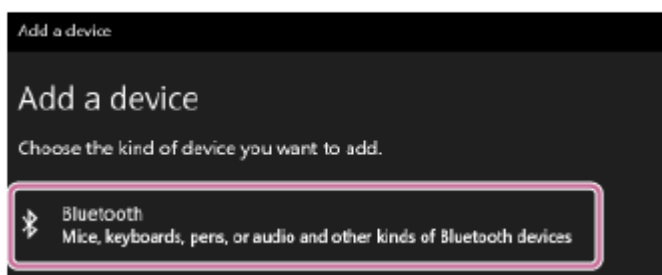 Add a device
Add a device
Choose the kind of device you want to add.
Bluetooth
Mice, keyboards, pens, or audio and other kinds of Bluetooth devices